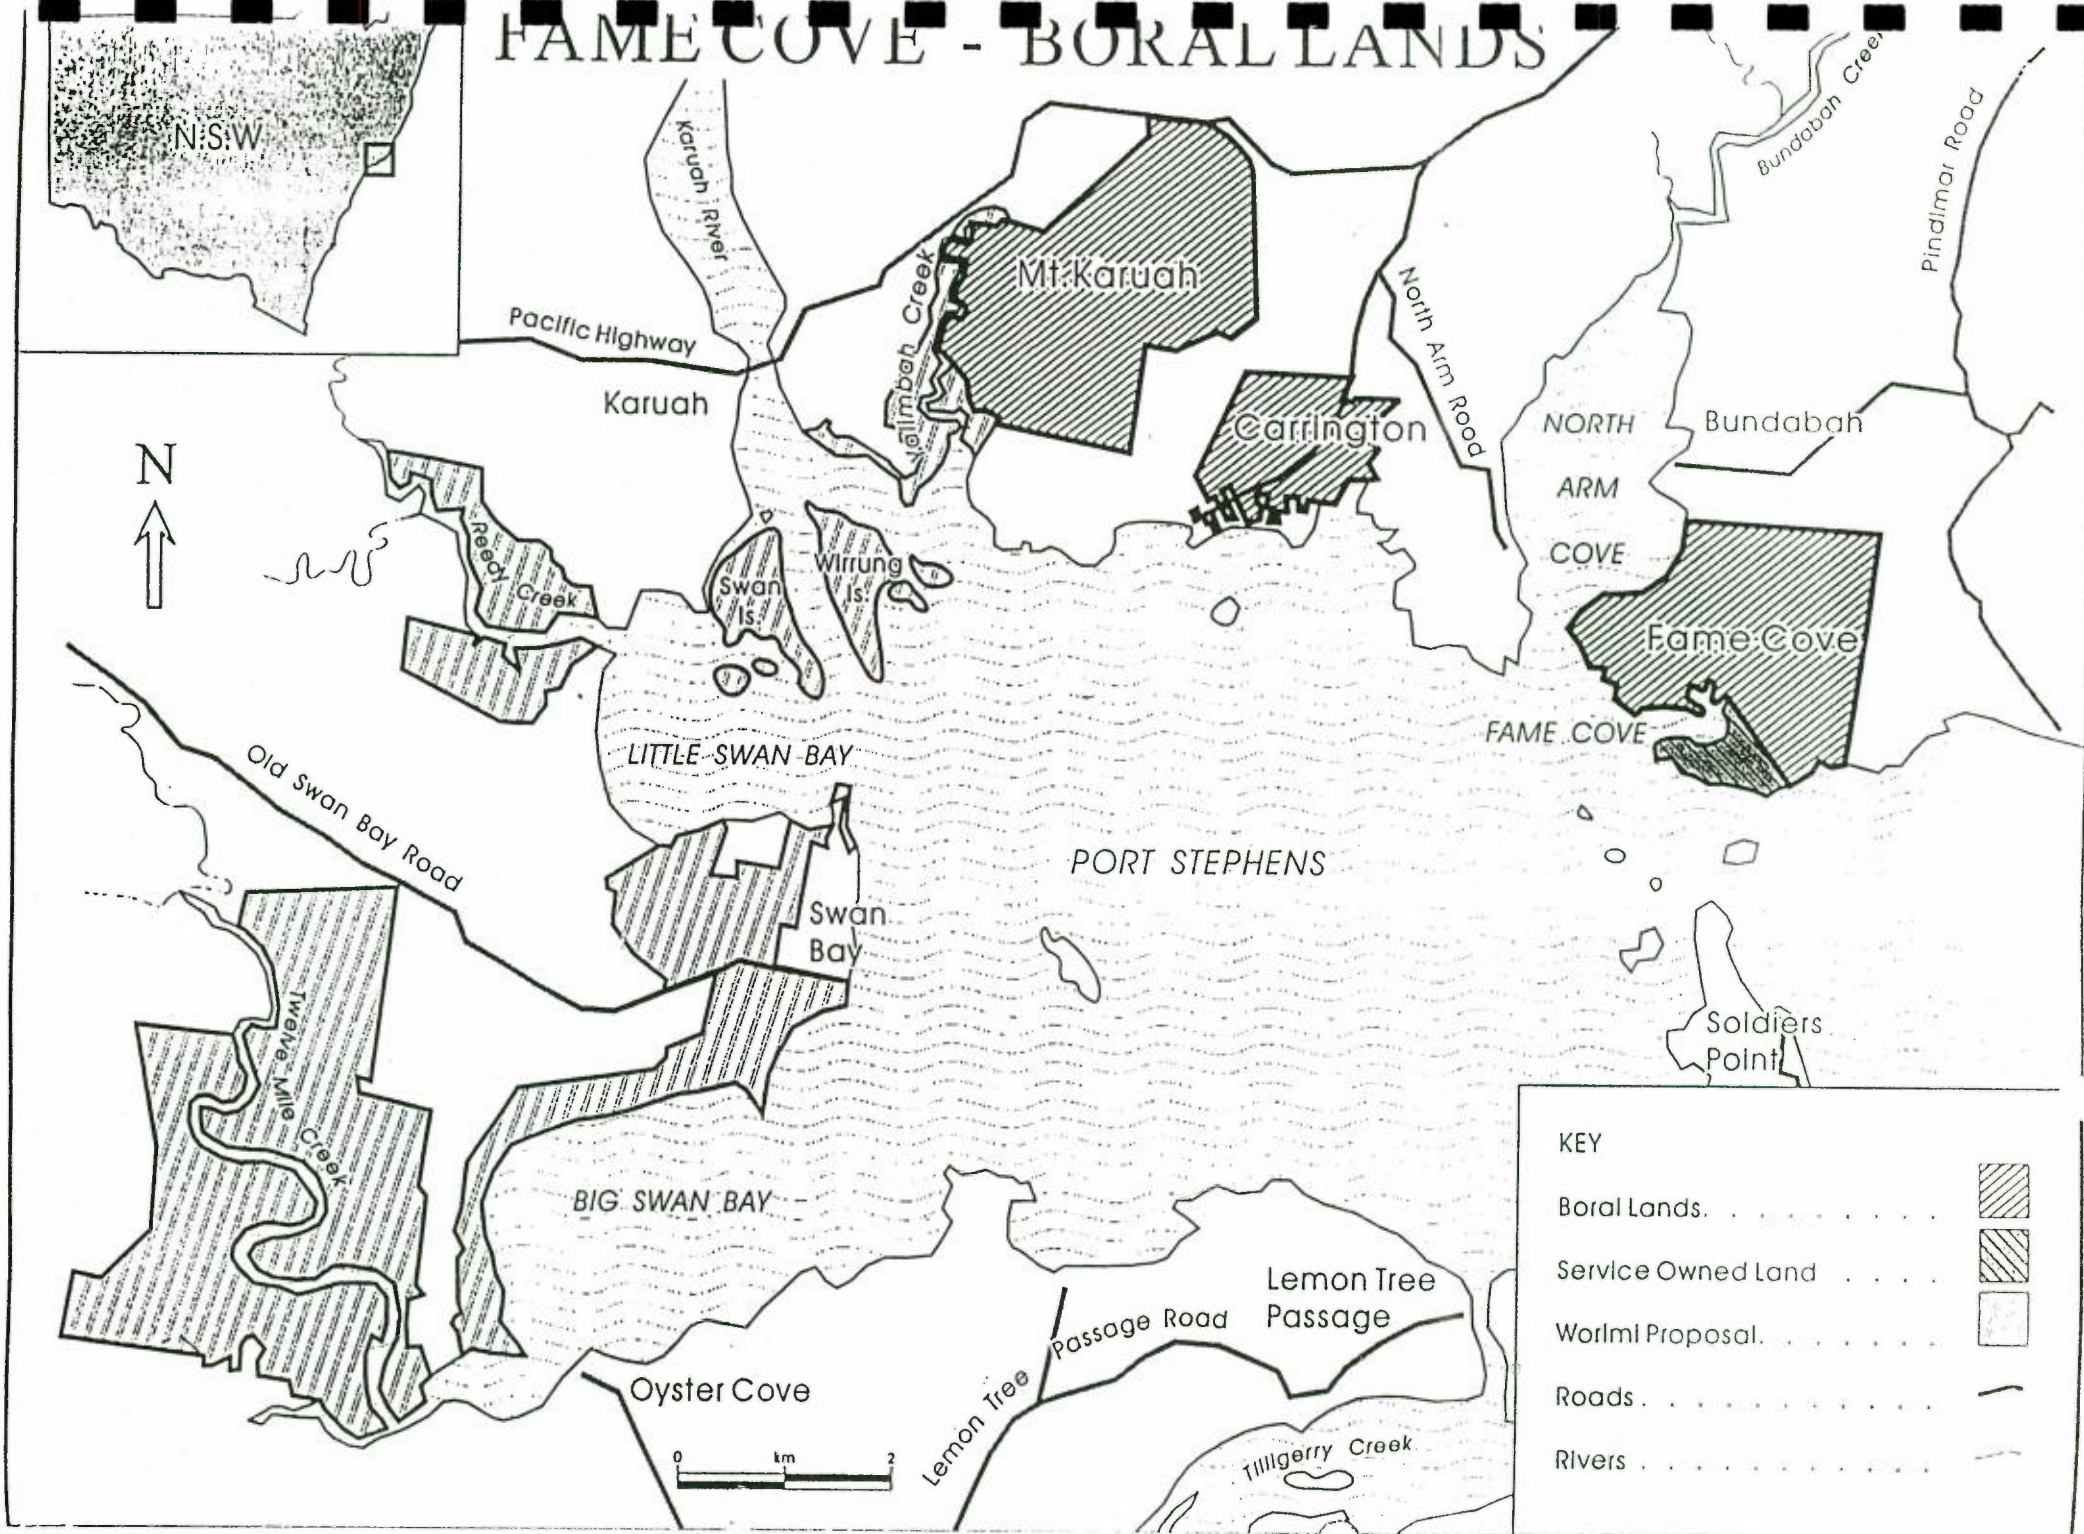 FAME COVE - BORAL LANDS
N.S.W
Karuah River
Bundabah Creek
Pindimar Road
Mt. Karuah
Creek
Pacific Highway
Karuah
North Arm Road
Carrington
NORTH
ARM
COVE
Bundabah
N
Reedy
Creek
Swan
Is.
Wirrung
Is.
Fame Cove
FAME COVE
LITTLE SWAN BAY
Old Swan Bay Road
PORT STEPHENS
Swan
Bay
Twelve Mile
Creek
Soldiers
Point
BIG SWAN BAY
Lemon Tree
Passage
Lemon Tree Passage Road
Oyster Cove
0 km 2
Tilligerry Creek
KEY
Boral Lands. . . . . . . . .
Service Owned Land . . . .
Worimi Proposal. . . . . . .
Roads . . . . . . . . . . .
Rivers . . . . . . . . . . .